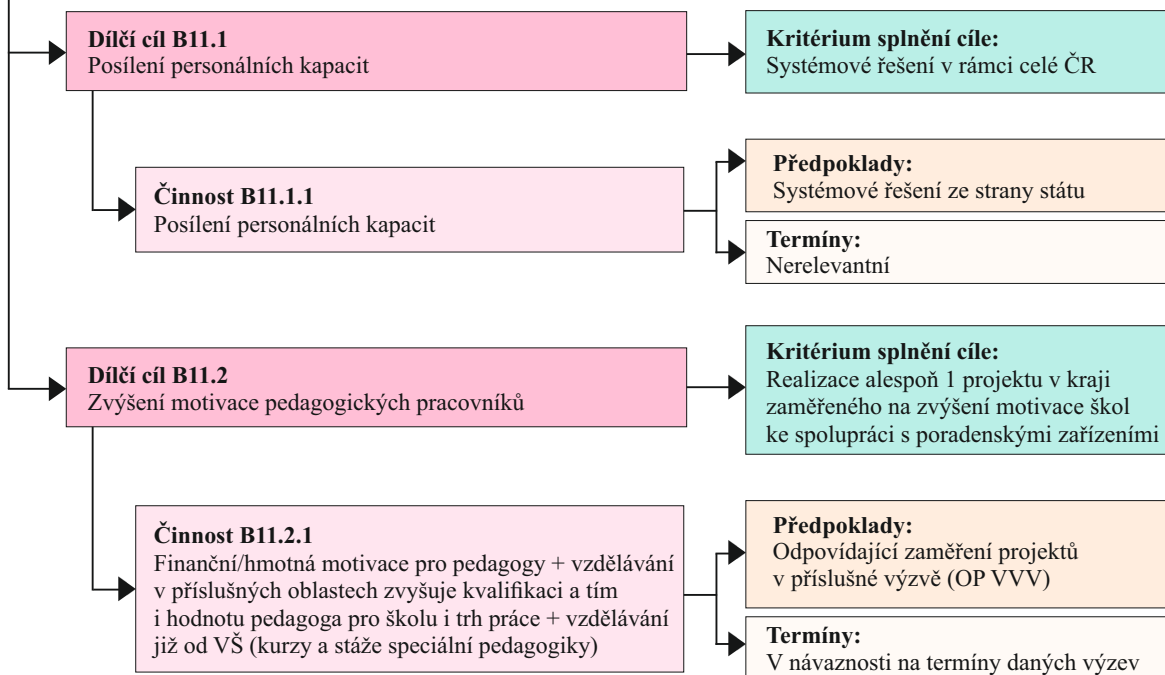 Dílčí cíl B11.1
Posílení personálních kapacit
Kritérium splnění cíle:
Systémové řešení v rámci celé ČR
Činnost B11.1.1
Posílení personálních kapacit
Předpoklady:
Systémové řešení ze strany státu
Termíny:
Nerelevantní
Dílčí cíl B11.2
Zvýšení motivace pedagogických pracovníků
Kritérium splnění cíle:
Realizace alespoň 1 projektu v kraji
zaměřeného na zvýšení motivace škol
ke spolupráci s poradenskými zařízeními
Činnost B11.2.1
Finanční/hmotná motivace pro pedagogy + vzdělávání
v příslušných oblastech zvyšuje kvalifikaci a tím
i hodnotu pedagoga pro školu i trh práce + vzdělávání
již od VŠ (kurzy a stáže speciální pedagogiky)
Předpoklady:
Odpovídající zaměření projektů
v příslušné výzvě (OP VVV)
Termíny:
V návaznosti na termíny daných výzev